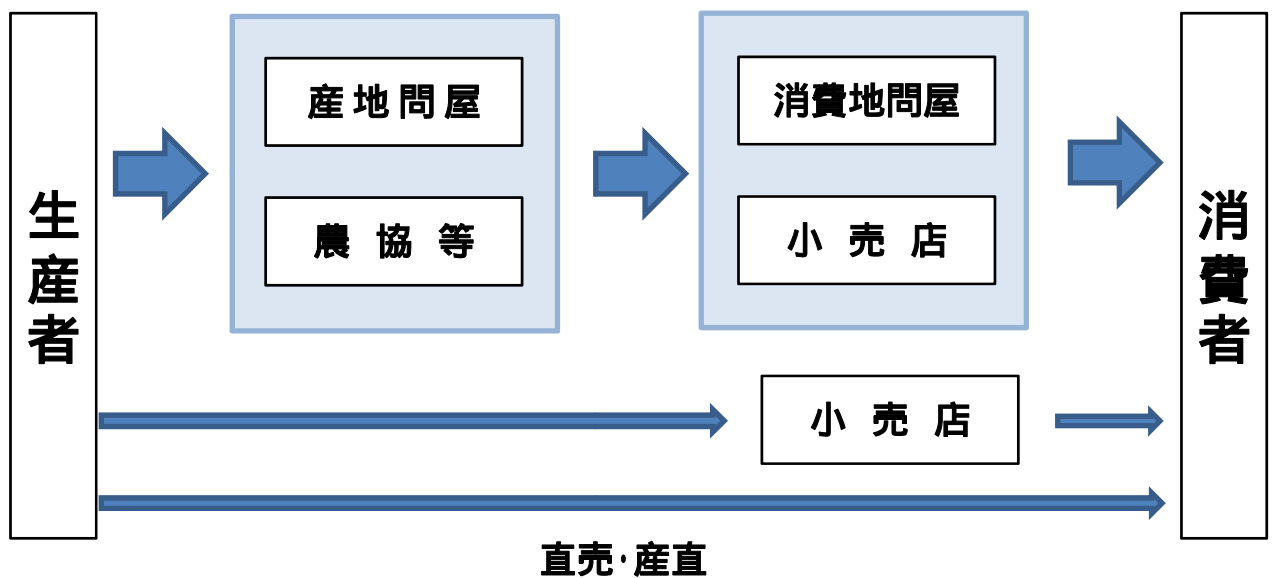 生産者
産地問屋
農協等
消費地問屋
小売店
消費者
小売店
直売・産直